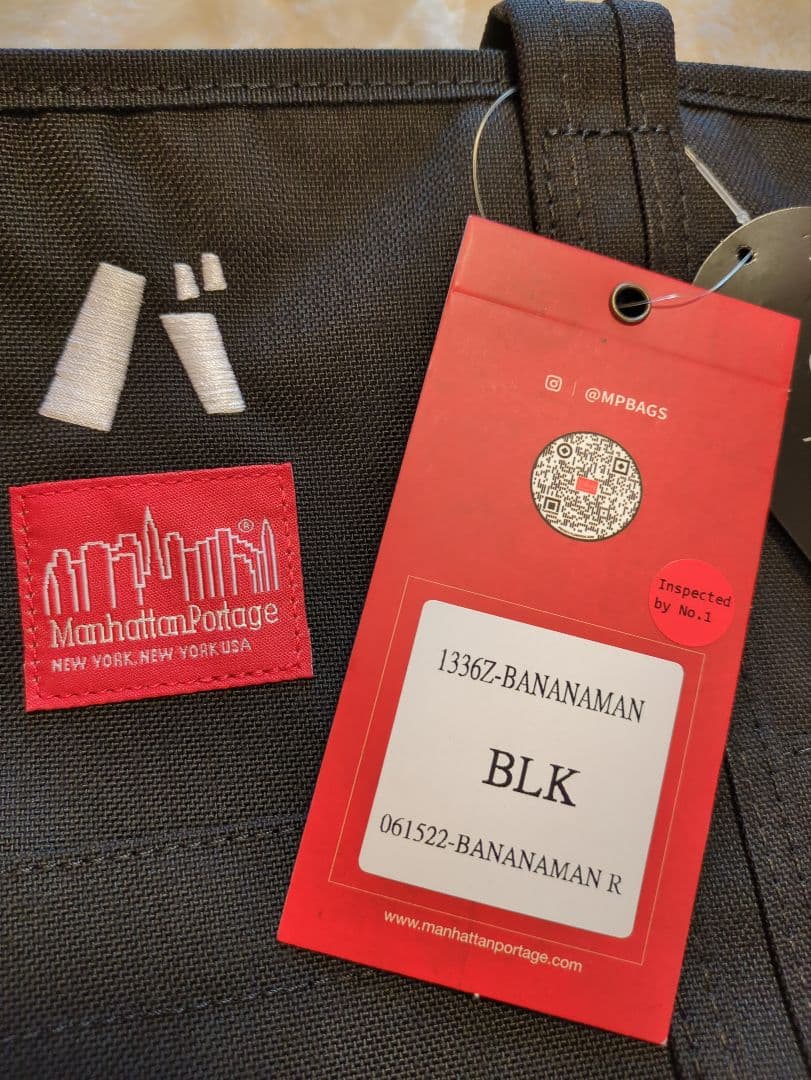 バ
ManhattanPortage®
NEW YORK, NEW YORK USA
@MPBAGS
Inspected
by No.1
1336Z-BANANAMAN
BLK
061522-BANANAMAN R
www.manhattanportage.com